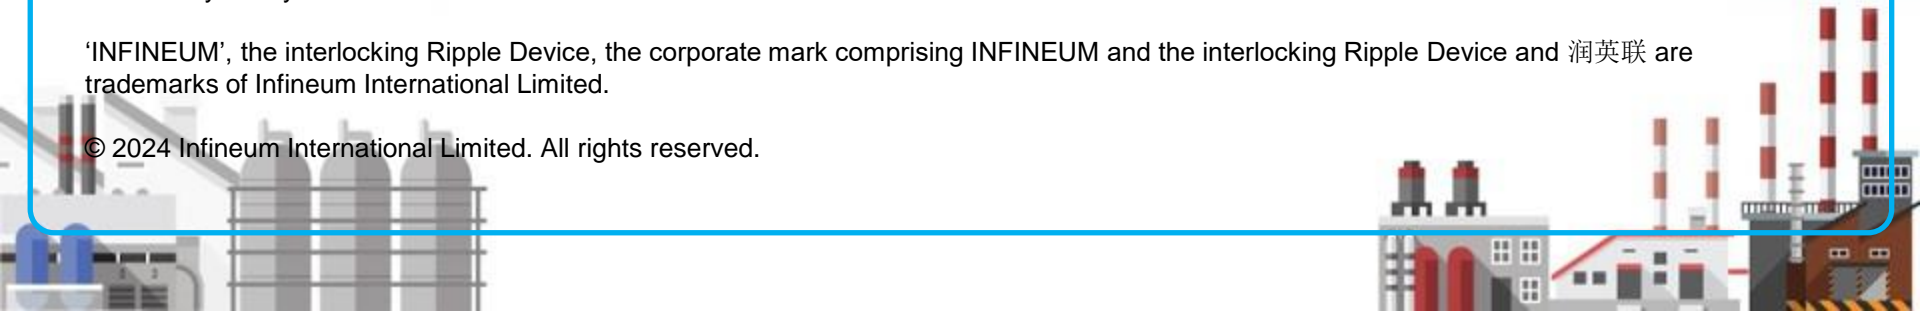 ‘INFINEUM’, the interlocking Ripple Device, the corporate mark comprising INFINEUM and the interlocking Ripple Device and 润英联 are
trademarks of Infineum International Limited.
© 2024 Infineum International Limited. All rights reserved.